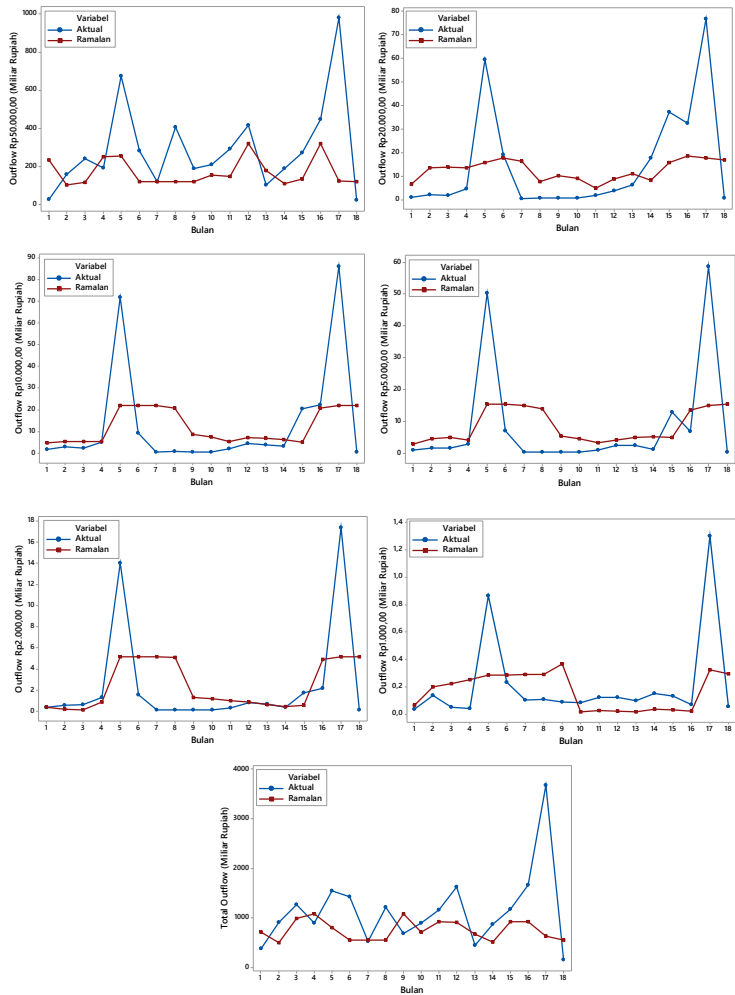 Outflow Rp50.000,00 (Miliar Rupiah)
1000
800
600
400
200
0
Variabel
Aktual
Ramalan
1 2 3 4 5 6 7 8 9 10 11 12 13 14 15 16 17 18
Bulan
Outflow Rp20.000,00 (Miliar Rupiah)
80
70
60
50
40
30
20
10
0
Variabel
Aktual
Ramalan
1 2 3 4 5 6 7 8 9 10 11 12 13 14 15 16 17 18
Bulan
Outflow Rp10.000,00 (Miliar Rupiah)
90
80
70
60
50
40
30
20
10
0
Variabel
Aktual
Ramalan
1 2 3 4 5 6 7 8 9 10 11 12 13 14 15 16 17 18
Bulan
Outflow Rp5.000,00 (Miliar Rupiah)
60
50
40
30
20
10
0
Variabel
Aktual
Ramalan
1 2 3 4 5 6 7 8 9 10 11 12 13 14 15 16 17 18
Bulan
Outflow Rp2.000,00 (Miliar Rupiah)
18
16
14
12
10
8
6
4
2
0
Variabel
Aktual
Ramalan
1 2 3 4 5 6 7 8 9 10 11 12 13 14 15 16 17 18
Bulan
Outflow Rp1.000,00 (Miliar Rupiah)
1,4
1,2
1,0
0,8
0,6
0,4
0,2
0,0
Variabel
Aktual
Ramalan
1 2 3 4 5 6 7 8 9 10 11 12 13 14 15 16 17 18
Bulan
Total Outflow (Miliar Rupiah)
4000
3000
2000
1000
0
Variabel
Aktual
Ramalan
1 2 3 4 5 6 7 8 9 10 11 12 13 14 15 16 17 18
Bulan